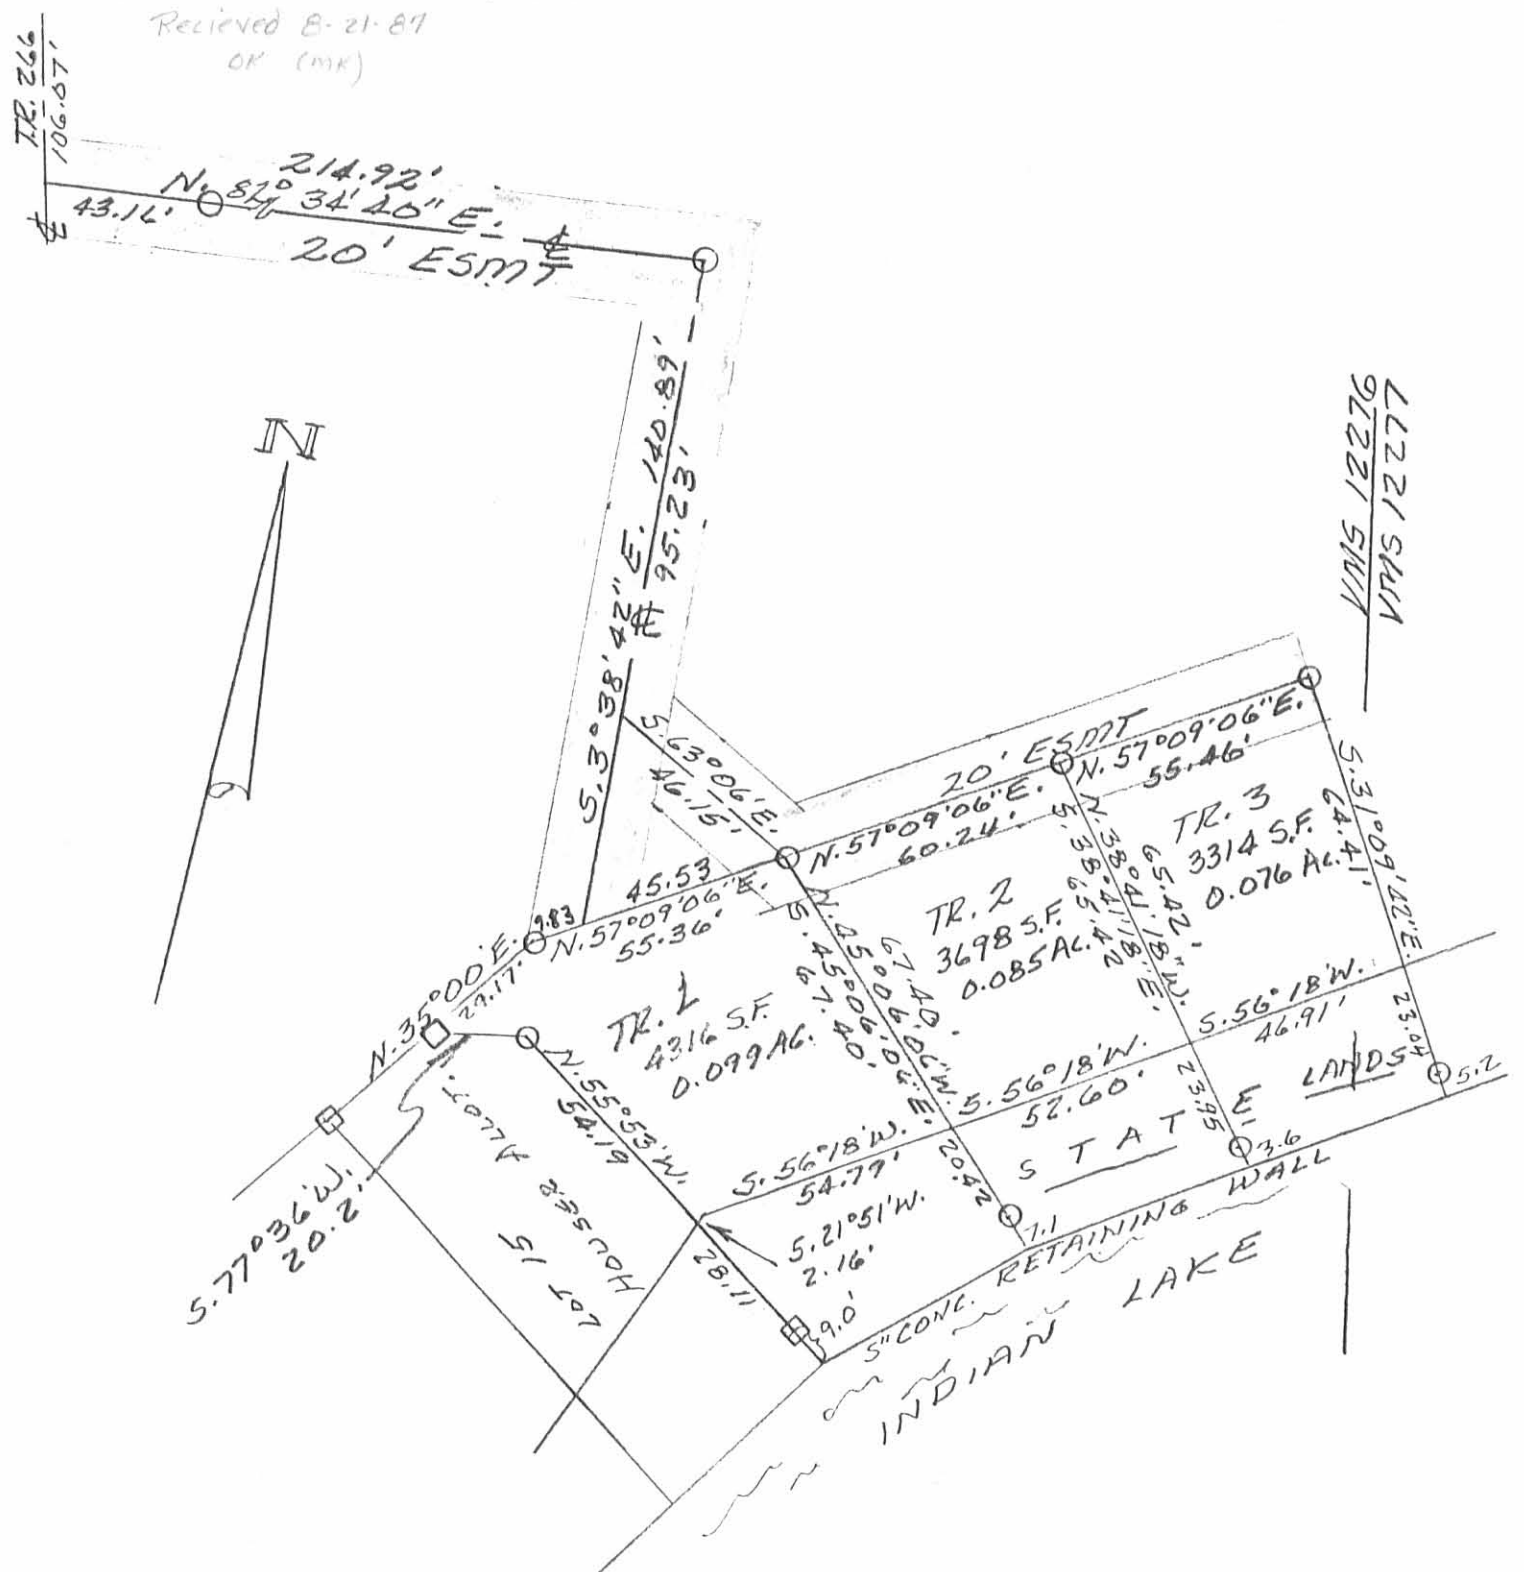 Recieved 8-21-87
OK (MK)
TR. 266
106.07'
214.92'
N. 82° 34' 40" E.
43.16'
20' ESMT
N
S. 3° 38' 42" E. 140.89'
95.23'
VMS 12276
VMS 12277
S. 63° 06' E.
46.15'
20' ESMT
N. 57° 09' 06" E.
55.46'
N. 57° 09' 06" E.
60.24'
45.53
N. 57° 09' 06" E.
55.36'
9.83
N. 35° 00' E.
29.17'
TR. 1
4316 S.F.
0.099 AC.
TR. 2
3698 S.F.
0.085 AC.
TR. 3
3314 S.F.
0.076 AC.
N. 45° 06' 06" W.
67.40'
S. 45° 06' 06" E.
67.40'
N. 38° 41' 18" W.
65.42'
S. 38° 41' 18" E.
65.42
S. 31° 09' 42" E.
64.41'
S. 56° 18' W.
46.91'
S. 56° 18' W.
52.60'
S. 56° 18' W.
54.79'
S. 21° 51' W.
2.16'
N. 55° 53' W.
54.19
28.11
9.0'
20.42
7.1
23.95
3.6
23.04
5.2
S. 77° 36' W.
20.2'
HOUSER ALLOT.
LOT 15
STATE LANDS
5" CONC. RETAINING WALL
INDIAN LAKE